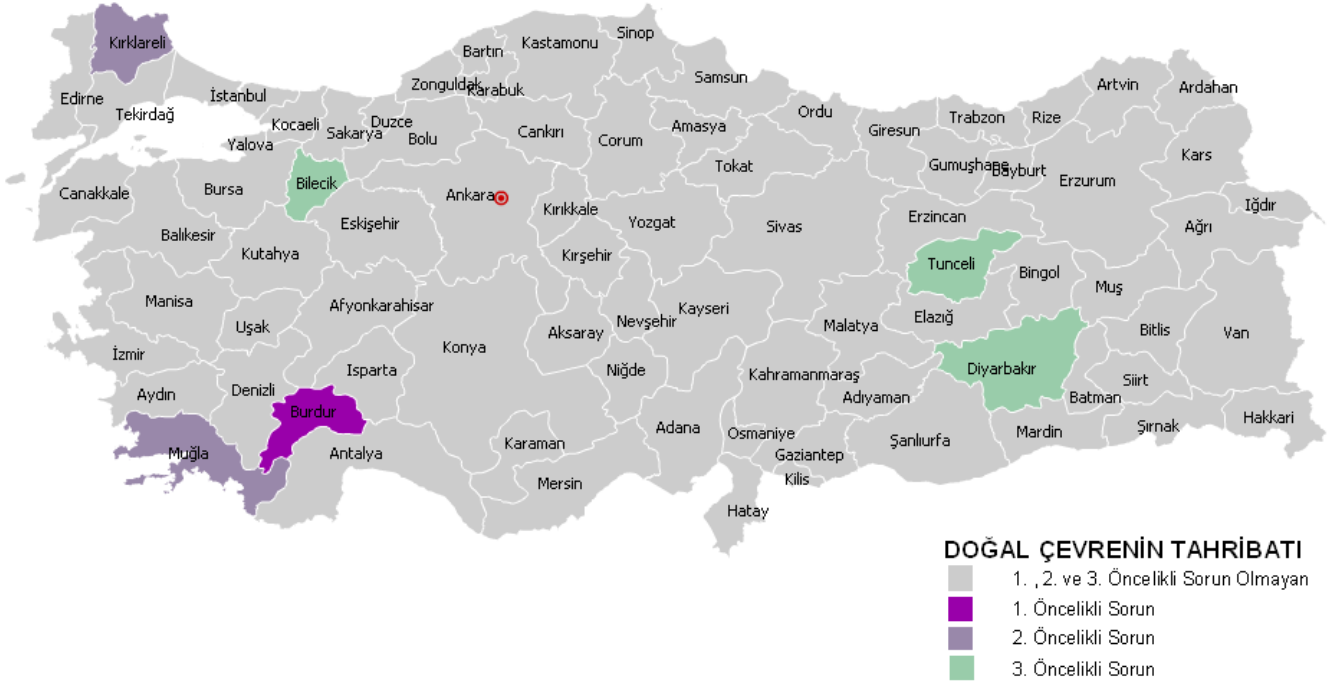 Kırklareli
Sinop
Kastamonu
Bartın
Samsun
Zonguldak
Karabuk
Artvin
Ardahan
Edirne
İstanbul
Tekirdağ
Ordu
Trabzon
Rize
Kocaeli
Duzce
Sakarya
Bolu
Cankırı
Amasya
Corum
Giresun
Yalova
Kars
Tokat
Gumuşhane
Bayburt
Erzurum
Canakkale
Bursa
Bilecik
Ankara
Kırıkkale
Iğdır
Eskişehir
Yozgat
Sivas
Erzincan
Ağrı
Balıkesir
Kutahya
Kırşehir
Tunceli
Bingol
Muş
Manisa
Afyonkarahisar
Kayseri
Nevşehir
Elazığ
Malatya
Uşak
Aksaray
Bitlis
Van
Konya
İzmir
Isparta
Niğde
Diyarbakır
Kahramanmaraş
Siirt
Aydın
Denizli
Adıyaman
Batman
Burdur
Hakkari
Adana
Osmaniye
Mardin
Şırnak
Şanlıurfa
Karaman
Muğla
Antalya
Gaziantep
Kilis
Mersin
Hatay
DOĞAL ÇEVRENİN TAHRİBATI
1. , 2. ve 3. Öncelikli Sorun Olmayan
1. Öncelikli Sorun
2. Öncelikli Sorun
3. Öncelikli Sorun